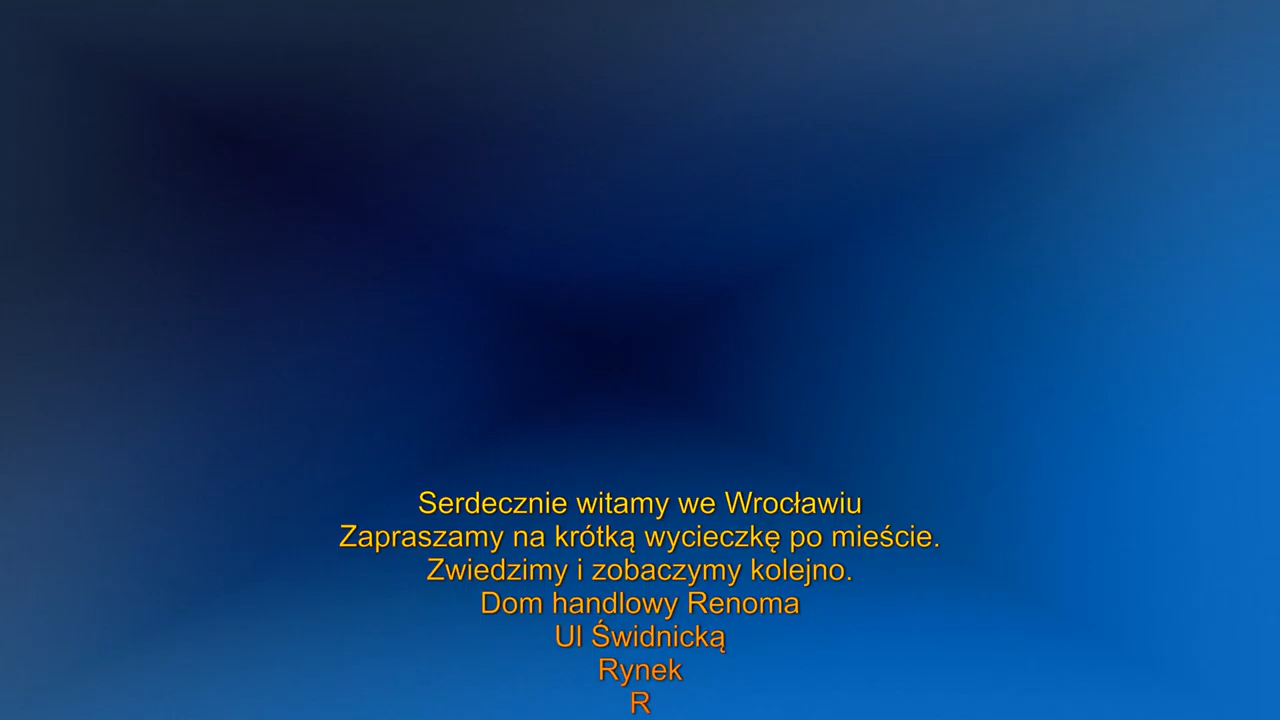 Serdecznie witamy we Wrocławiu
Zapraszamy na krótką wycieczkę po mieście.
Zwiedzimy i zobaczymy kolejno.
Dom handlowy Renoma
Ul Świdnicką
Rynek
R